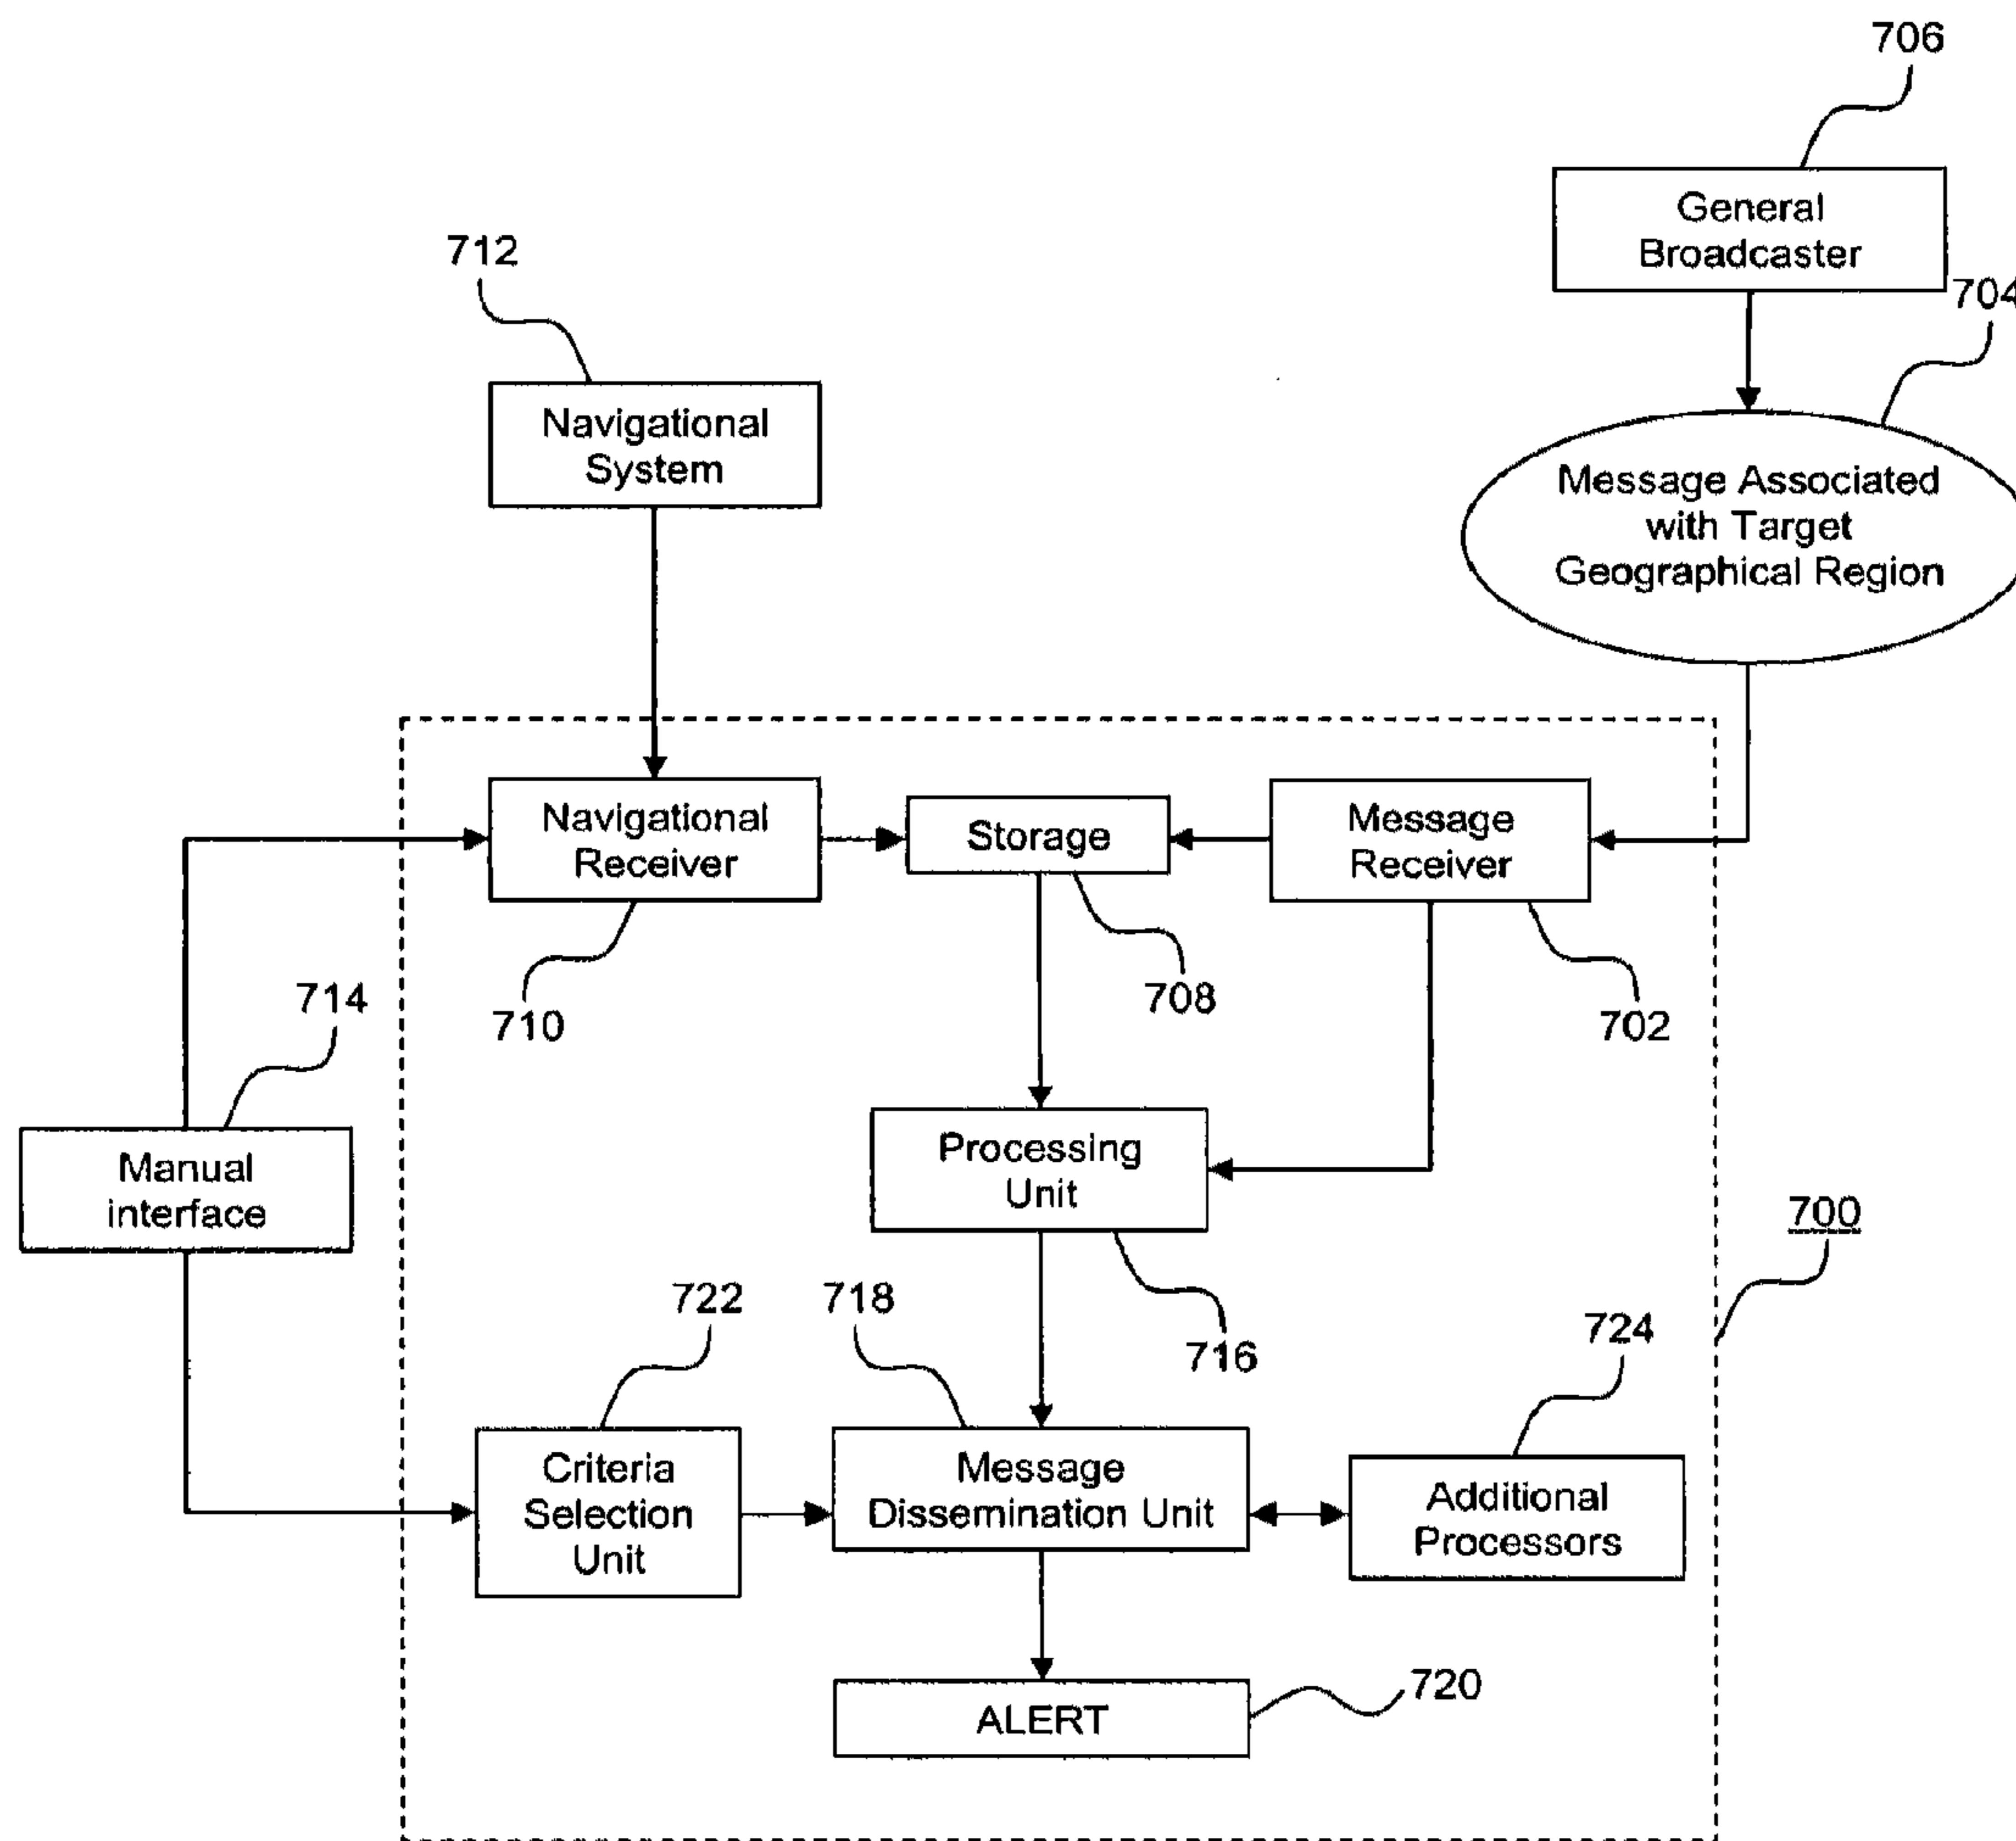 706
General
Broadcaster
704
712
Navigational
System
Message Associated
with Target
Geographical Region
Navigational
Receiver
Storage
Message
Receiver
714
710
708
702
Manual
interface
Processing
Unit
700
722
718
716
724
Criteria
Selection
Unit
Message
Dissemination Unit
Additional
Processors
720
ALERT